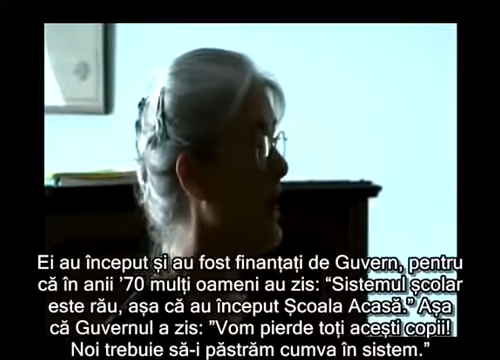 Ei au început și au fost finanțați de Guvern, pentru
că în anii '70 mulți oameni au zis: “Sistemul școlar
este rău, așa că au început Școala Acasă.” Așa
că Guvernul a zis: ”Vom pierde toți acești copii!
Noi trebuie să-i păstrăm cumva în sistem.”